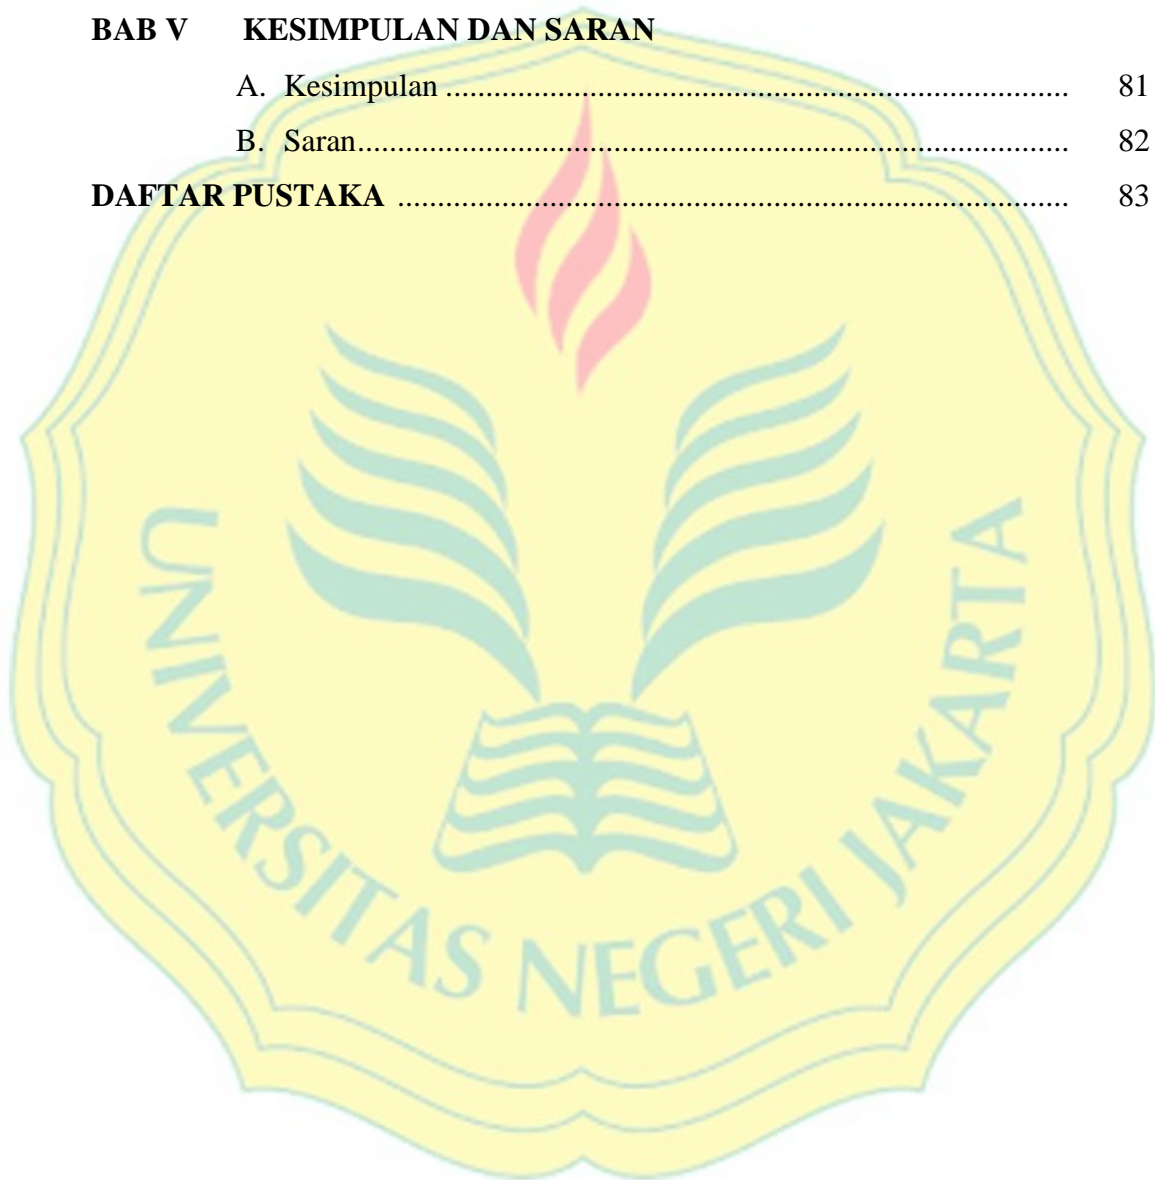 BAB V KESIMPULAN DAN SARAN
A. Kesimpulan .............................................................................. 81
B. Saran......................................................................................... 82
DAFTAR PUSTAKA .................................................................................... 83
UNIVERSITAS NEGERI JAKARTA